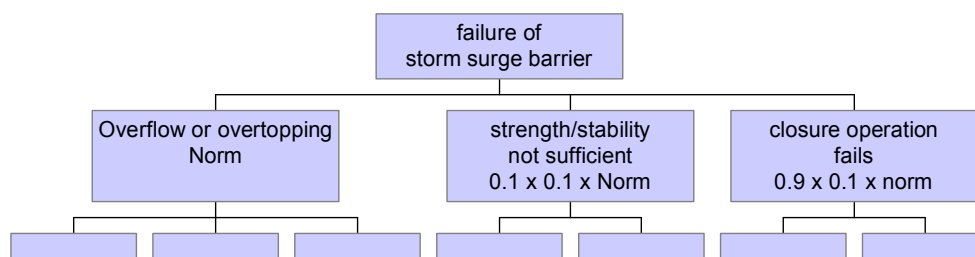 failure of
storm surge barrier
Overflow or overtopping
Norm
strength/stability
not sufficient
0.1 x 0.1 x Norm
closure operation
fails
0.9 x 0.1 x norm